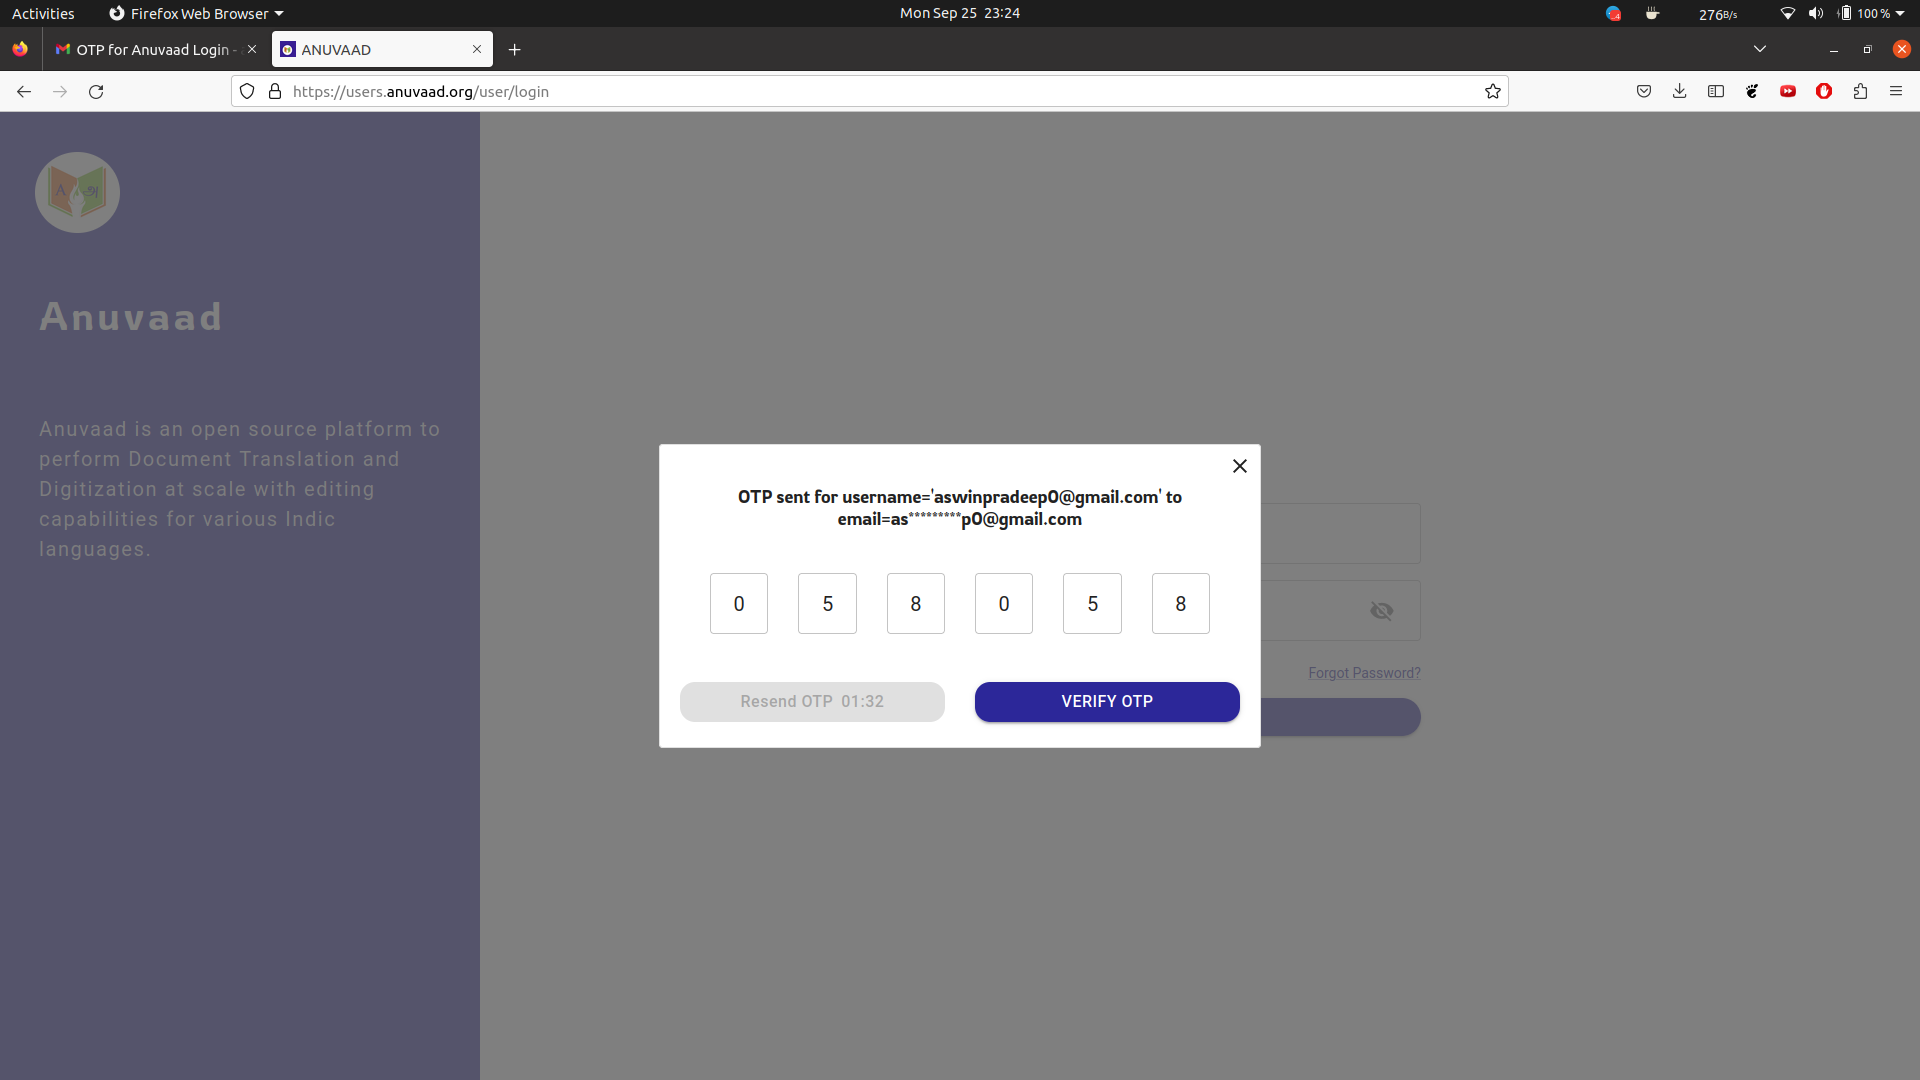 Activities
Firefox Web Browser
Mon Sep 25 23:24
276B/s
100 %
OTP for Anuvaad Login -
ANUVAAD
https://users.anuvaad.org/user/login
A
अ
Anuvaad
Anuvaad is an open source platform to
perform Document Translation and
Digitization at scale with editing
capabilities for various Indic
languages.
OTP sent for username='aswinpradeep0@gmail.com' to
email=as*********p0@gmail.com
0 5 8 0 5 8
Resend OTP 01:32
VERIFY OTP
Forgot Password?